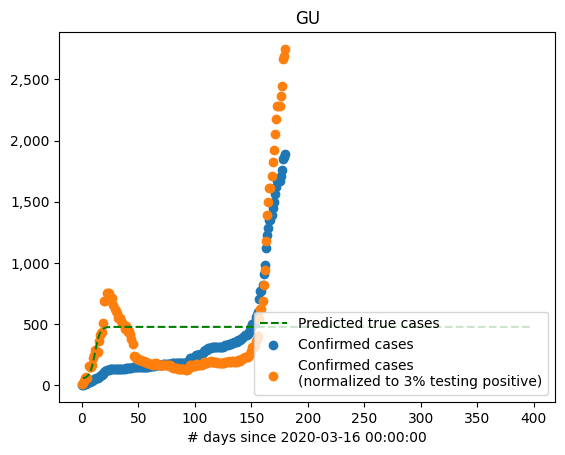 GU
2,500
2,000
1,500
1,000
500
0
Predicted true cases
Confirmed cases
Confirmed cases
(normalized to 3% testing positive)
0 50 100 150 200 250 300 350 400
# days since 2020-03-16 00:00:00